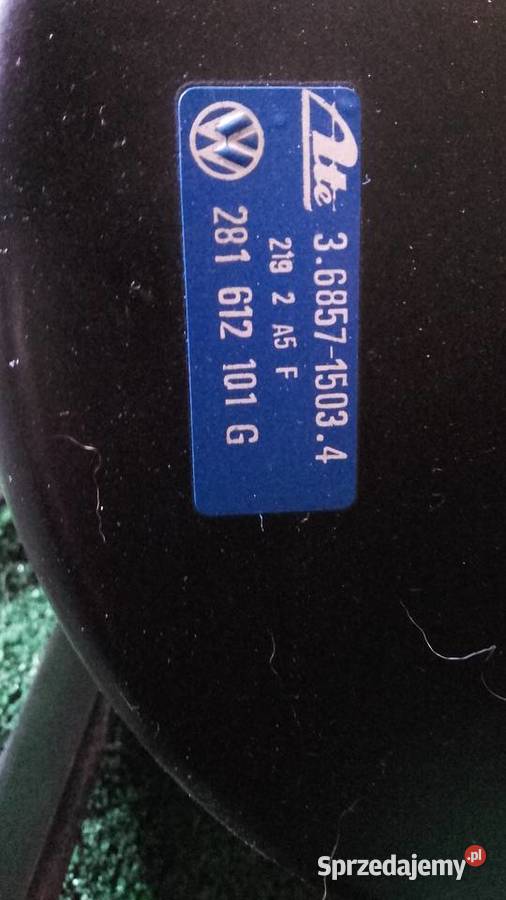 Ate 3.6857-1503.4
219 2 A5 F
281 612 101 G
Sprzedajemy.pl